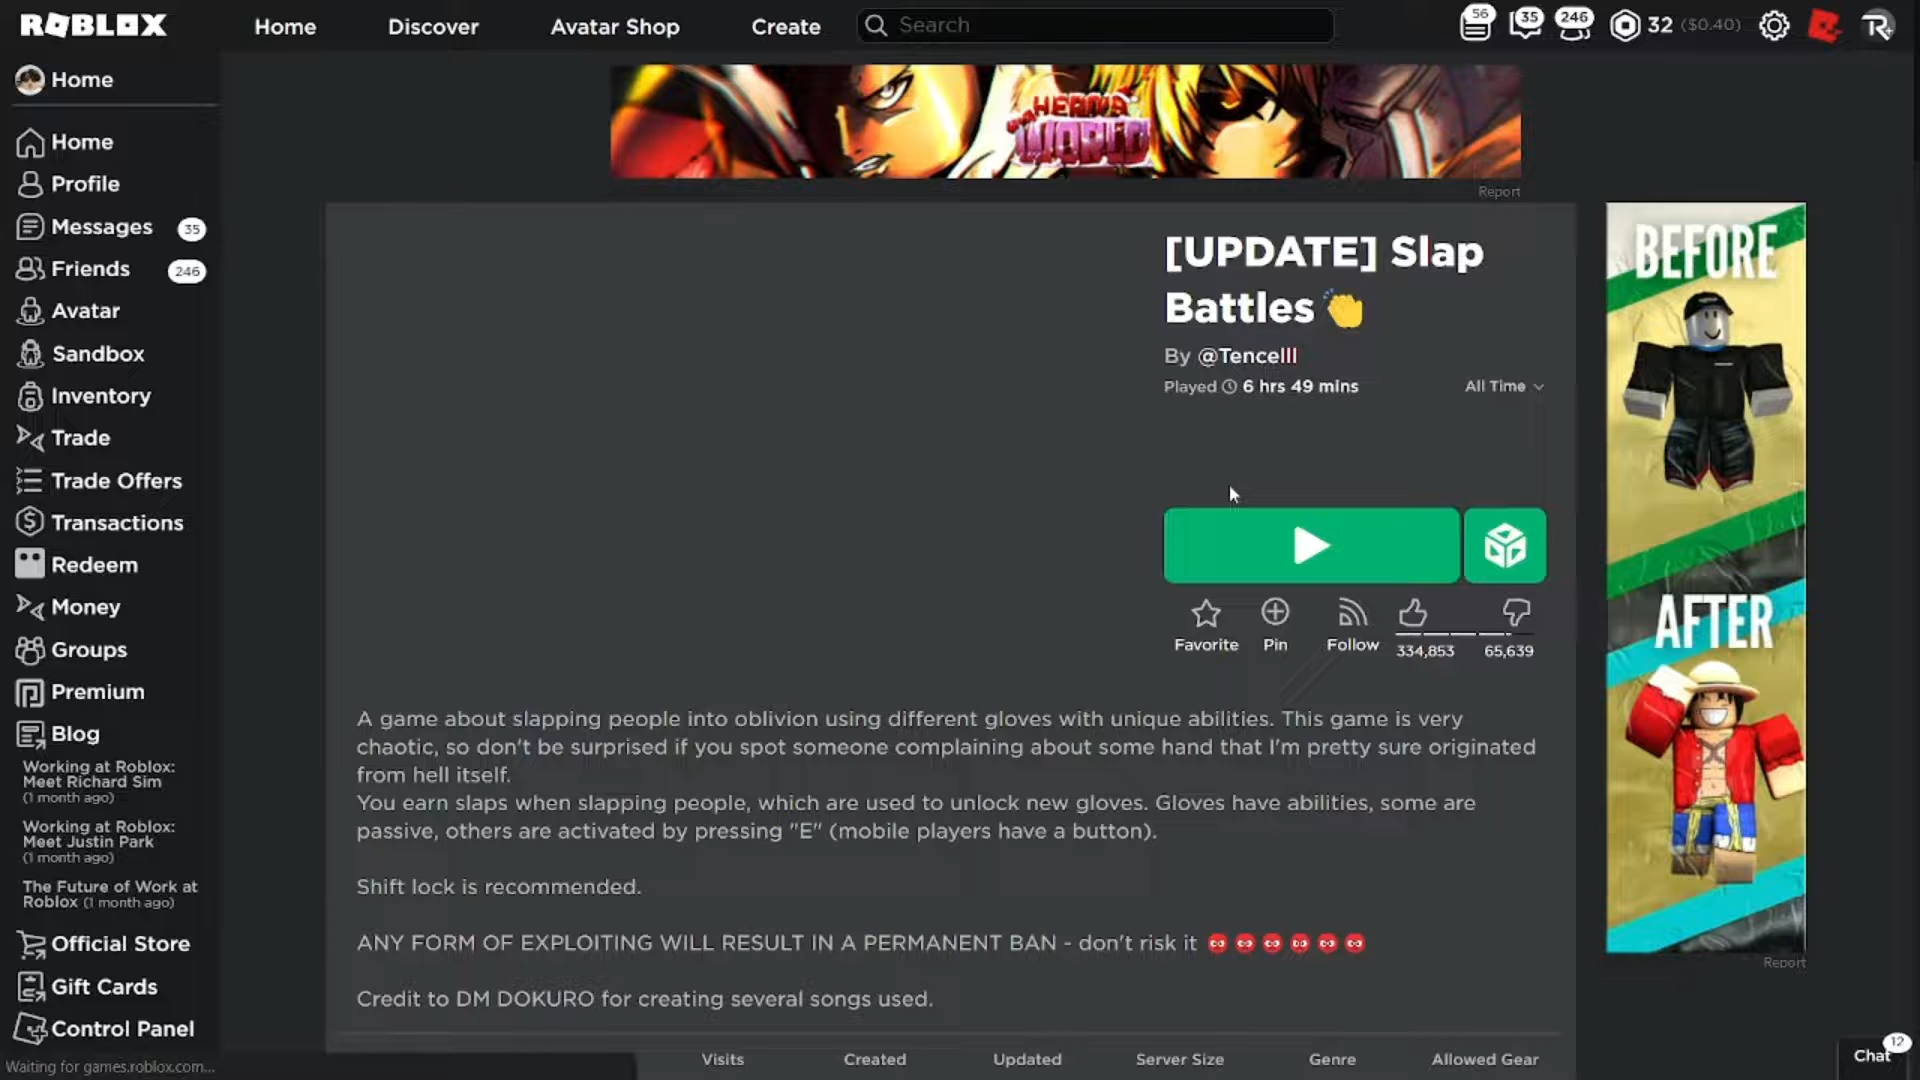 ROBLOX
Home
Discover
Avatar Shop
Create
Search
56
35
246
32 ($0.40)
Home
Home
Profile
Messages 35
Friends 246
Avatar
Sandbox
Inventory
Trade
Trade Offers
Transactions
Redeem
Money
Groups
Premium
Blog
Working at Roblox:
Meet Richard Sim
(1 month ago)
Working at Roblox:
Meet Justin Park
(1 month ago)
The Future of Work at
Roblox (1 month ago)
Official Store
Gift Cards
Control Panel
Waiting for games.roblox.com...
WORLD
Report
[UPDATE] Slap
Battles 👏
By @Tencelll
Played 6 hrs 49 mins
All Time
Favorite
Pin
Follow
334,853
65,639
A game about slapping people into oblivion using different gloves with unique abilities. This game is very
chaotic, so don't be surprised if you spot someone complaining about some hand that I'm pretty sure originated
from hell itself.
You earn slaps when slapping people, which are used to unlock new gloves. Gloves have abilities, some are
passive, others are activated by pressing "E" (mobile players have a button).
Shift lock is recommended.
ANY FORM OF EXPLOITING WILL RESULT IN A PERMANENT BAN - don't risk it
Credit to DM DOKURO for creating several songs used.
Visits
Created
Updated
Server Size
Genre
Allowed Gear
BEFORE
AFTER
Report
Chat 12